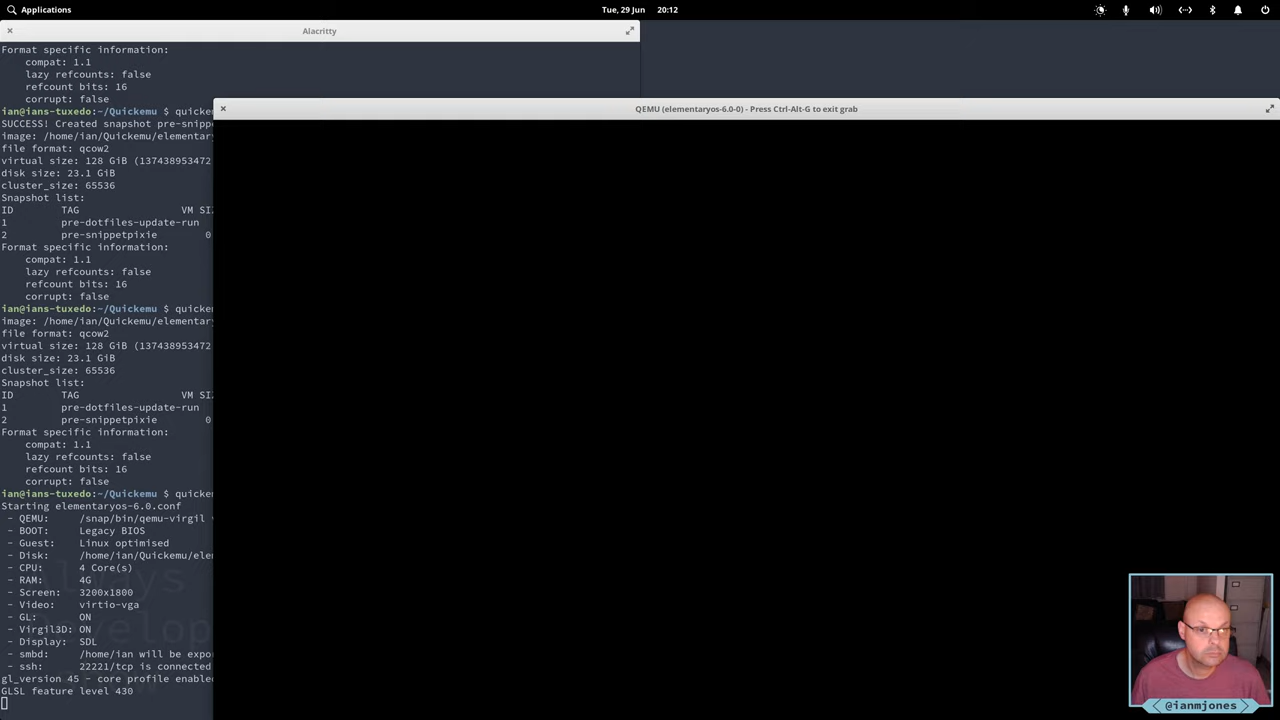 Applications
Tue, 29 Jun 20:12
Alacritty
Format specific information:
compat: 1.1
lazy refcounts: false
refcount bits: 16
corrupt: false
ian@ians-tuxedo:~/Quickemu $ quicke
SUCCESS! Created snapshot pre-snipp
image: /home/ian/Quickemu/elementar
file format: qcow2
virtual size: 128 GiB (137438953472
disk size: 23.1 GiB
cluster_size: 65536
Snapshot list:
ID TAG VM SI
1 pre-dotfiles-update-run
2 pre-snippetpixie 0
Format specific information:
compat: 1.1
lazy refcounts: false
refcount bits: 16
corrupt: false
ian@ians-tuxedo:~/Quickemu $ quicke
image: /home/ian/Quickemu/elementar
file format: qcow2
virtual size: 128 GiB (137438953472
disk size: 23.1 GiB
cluster_size: 65536
Snapshot list:
ID TAG VM SI
1 pre-dotfiles-update-run
2 pre-snippetpixie 0
Format specific information:
compat: 1.1
lazy refcounts: false
refcount bits: 16
corrupt: false
ian@ians-tuxedo:~/Quickemu $ quicke
Starting elementaryos-6.0.conf
- QEMU: /snap/bin/qemu-virgil
- BOOT: Legacy BIOS
- Guest: Linux optimised
- Disk: /home/ian/Quickemu/ele
- CPU: 4 Core(s)
- RAM: 4G
- Screen: 3200x1800
- Video: virtio-vga
- GL: ON
- Virgil3D: ON
- Display: SDL
- smbd: /home/ian will be expo
- ssh: 22221/tcp is connected
gl_version 45 - core profile enable
GLSL feature level 430
QEMU (elementaryos-6.0-0) - Press Ctrl-Alt-G to exit grab
@ianmjones